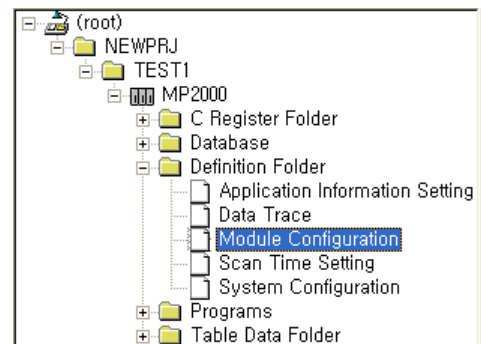 (root)
NEWPRJ
TEST1
MP2000
C Register Folder
Database
Definition Folder
Application Information Setting
Data Trace
Module Configuration
Scan Time Setting
System Configuration
Programs
Table Data Folder